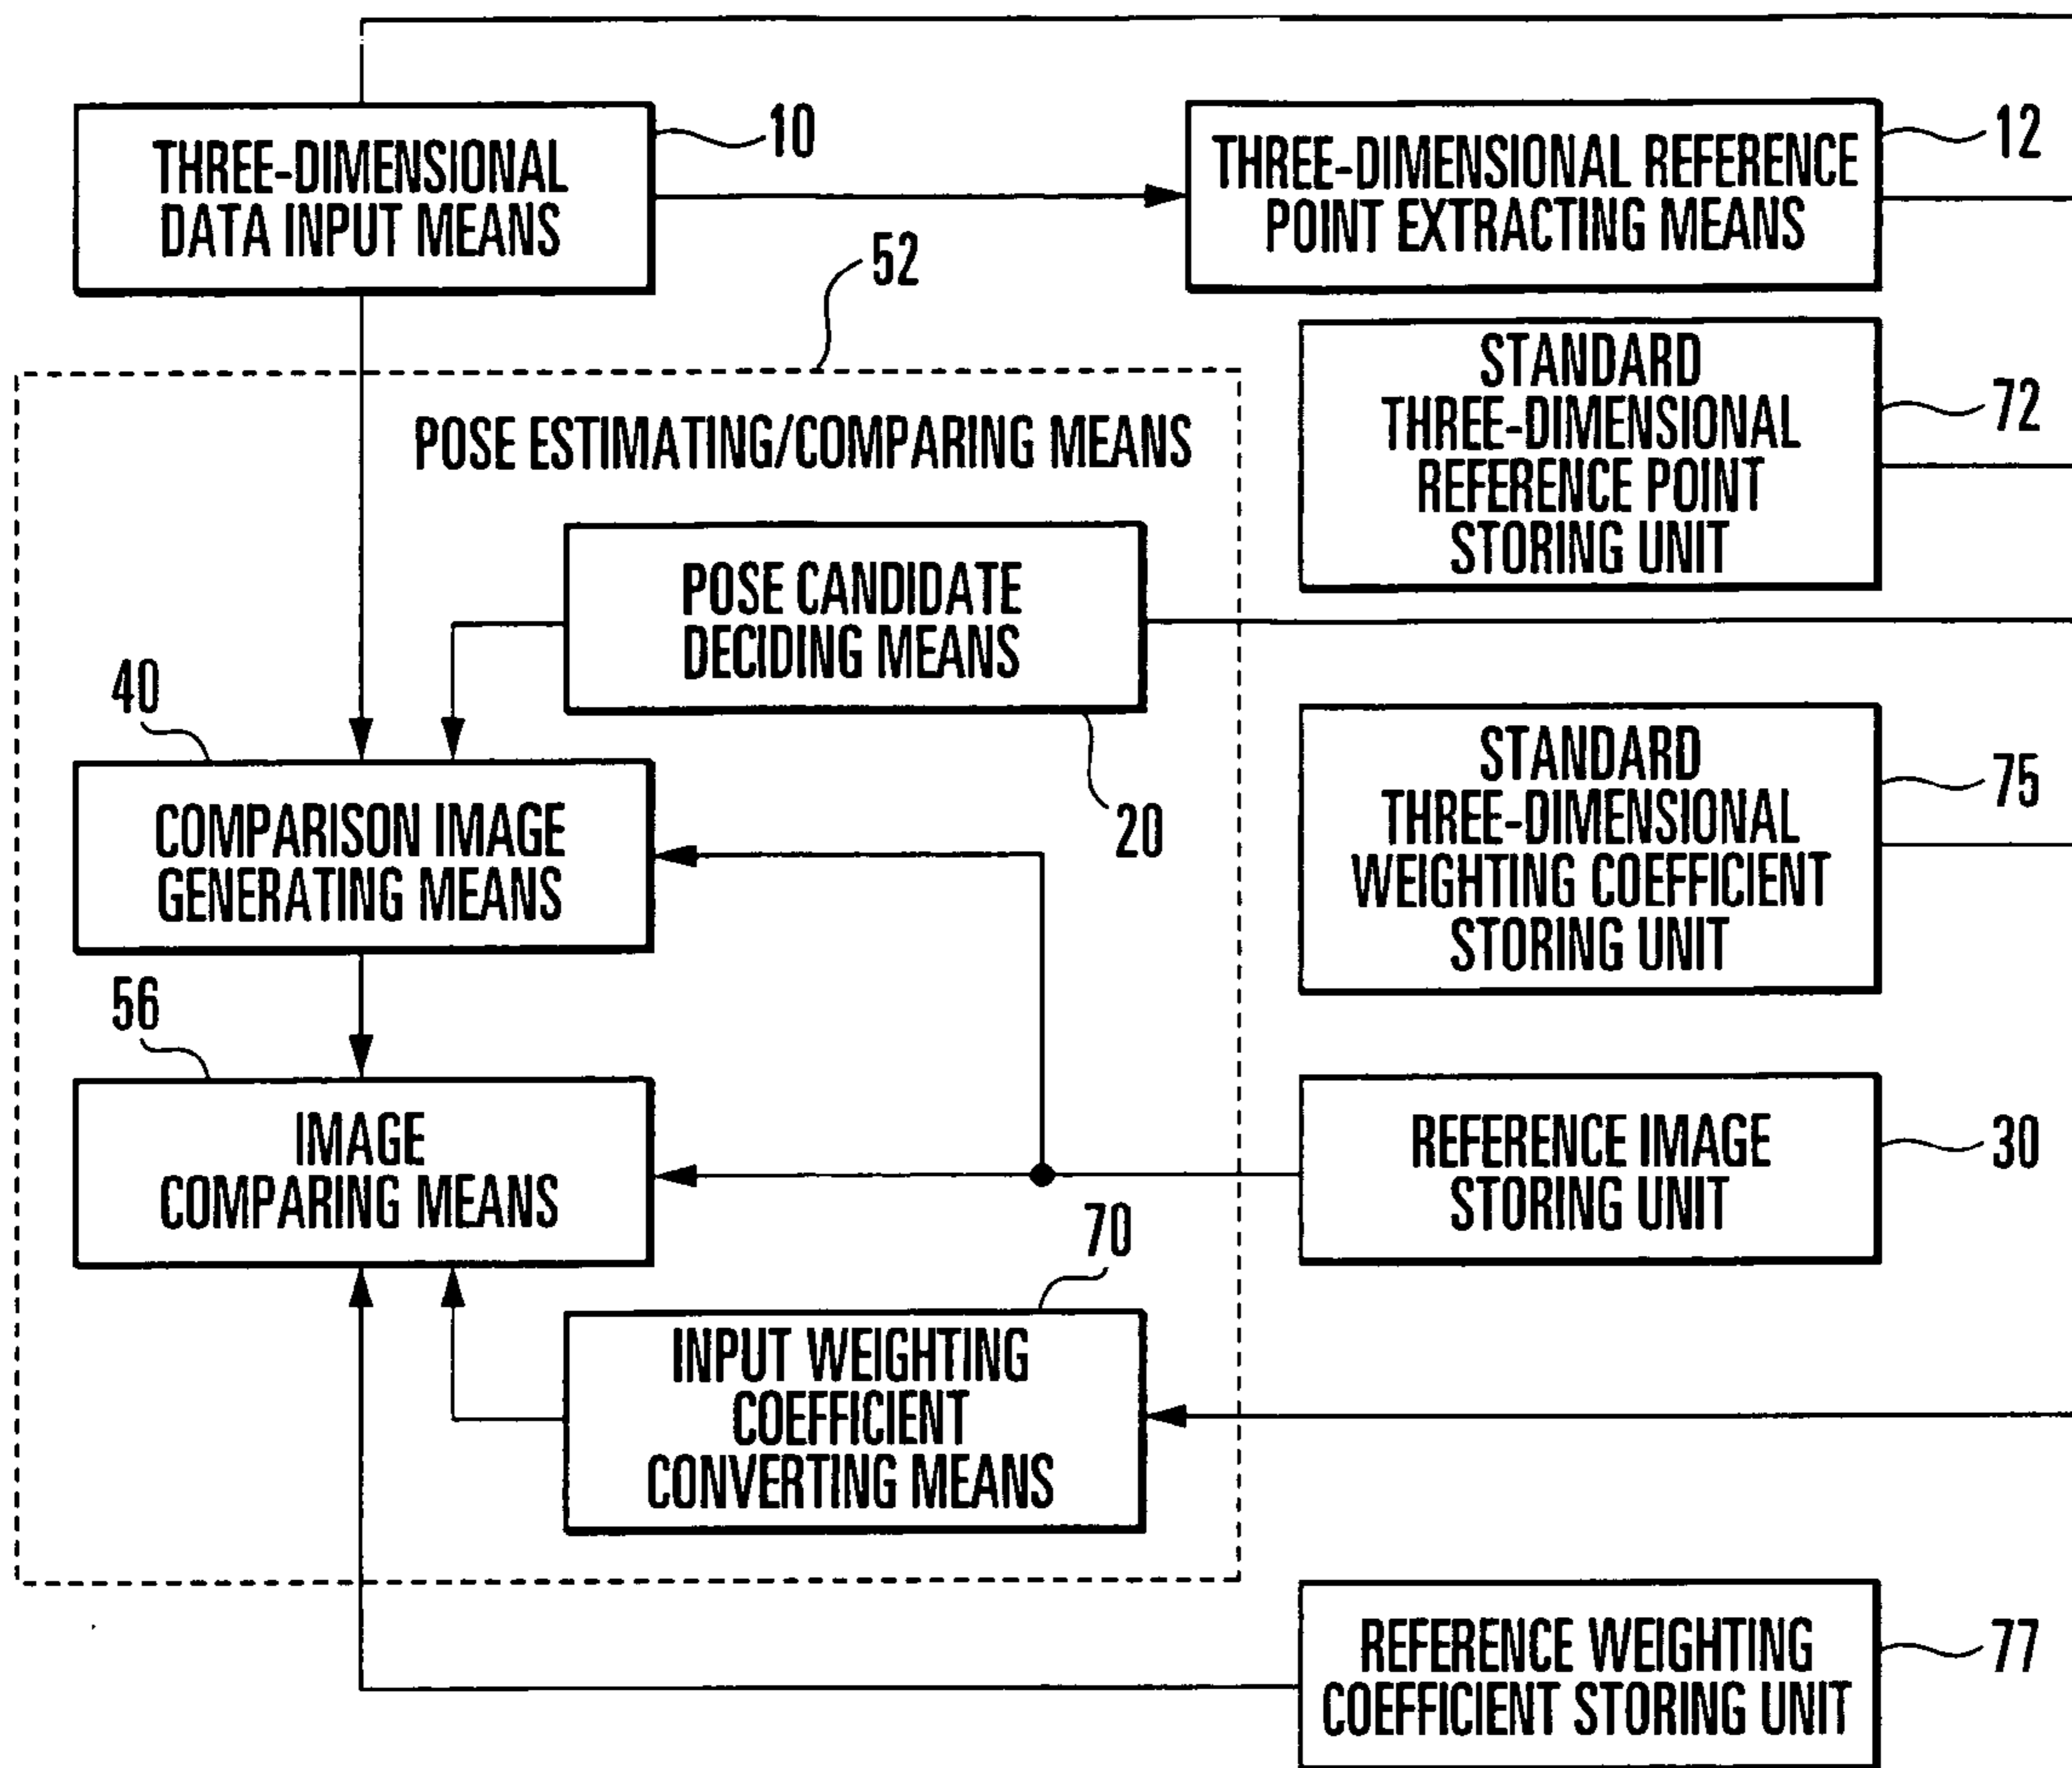 THREE-DIMENSIONAL
DATA INPUT MEANS
10
THREE-DIMENSIONAL REFERENCE
POINT EXTRACTING MEANS
12
52
STANDARD
THREE-DIMENSIONAL
REFERENCE POINT
STORING UNIT
72
POSE ESTIMATING/COMPARING MEANS
POSE CANDIDATE
DECIDING MEANS
20
40
COMPARISON IMAGE
GENERATING MEANS
STANDARD
THREE-DIMENSIONAL
WEIGHTING COEFFICIENT
STORING UNIT
75
56
IMAGE
COMPARING MEANS
REFERENCE IMAGE
STORING UNIT
30
70
INPUT WEIGHTING
COEFFICIENT
CONVERTING MEANS
REFERENCE WEIGHTING
COEFFICIENT STORING UNIT
77